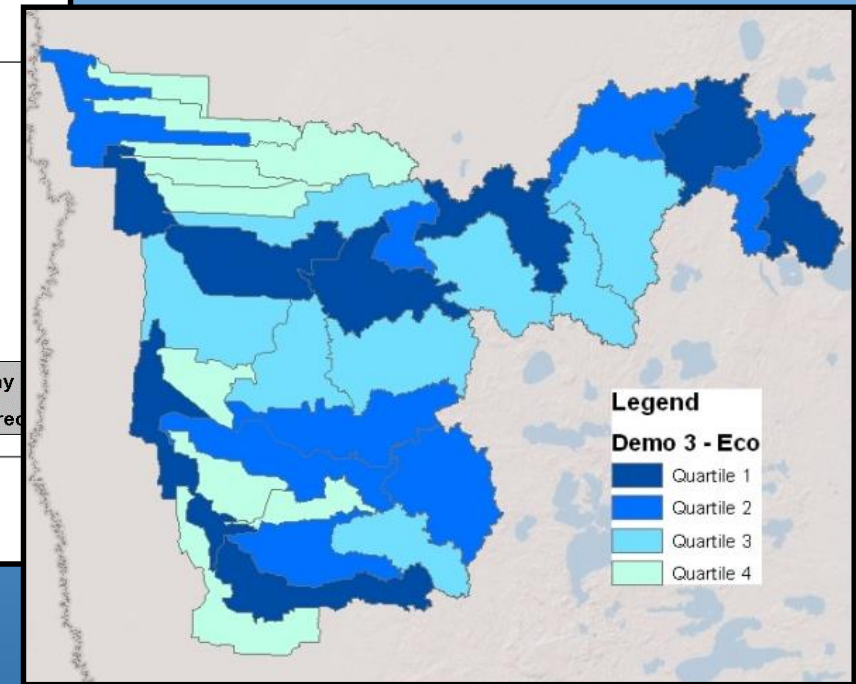 Legend
Demo 3 - Eco
Quartile 1
Quartile 2
Quartile 3
Quartile 4